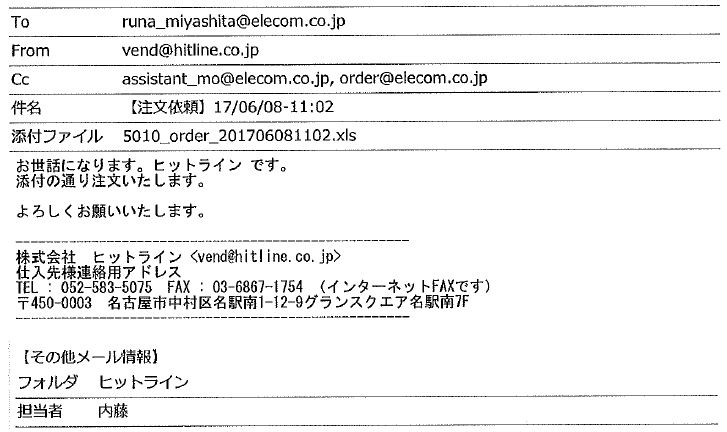 To runa_miyashita@elecom.co.jp
From vend@hitline.co.jp
Cc assistant_mo@elecom.co.jp, order@elecom.co.jp
件名 【注文依頼】17/06/08-11:02
添付ファイル 5010_order_201706081102.xls
お世話になります。ヒットライン です。
添付の通り注文いたします。
よろしくお願いいたします。
--------------------------------------------------
株式会社 ヒットライン <vend@hitline.co.jp>
仕入先様連絡用アドレス
TEL : 052-583-5075 FAX : 03-6867-1754 (インターネットFAXです)
〒450-0003 名古屋市中村区名駅南1-12-9グランスクエア名駅南7F
--------------------------------------------------
【その他メール情報】
フォルダ ヒットライン
担当者 内藤